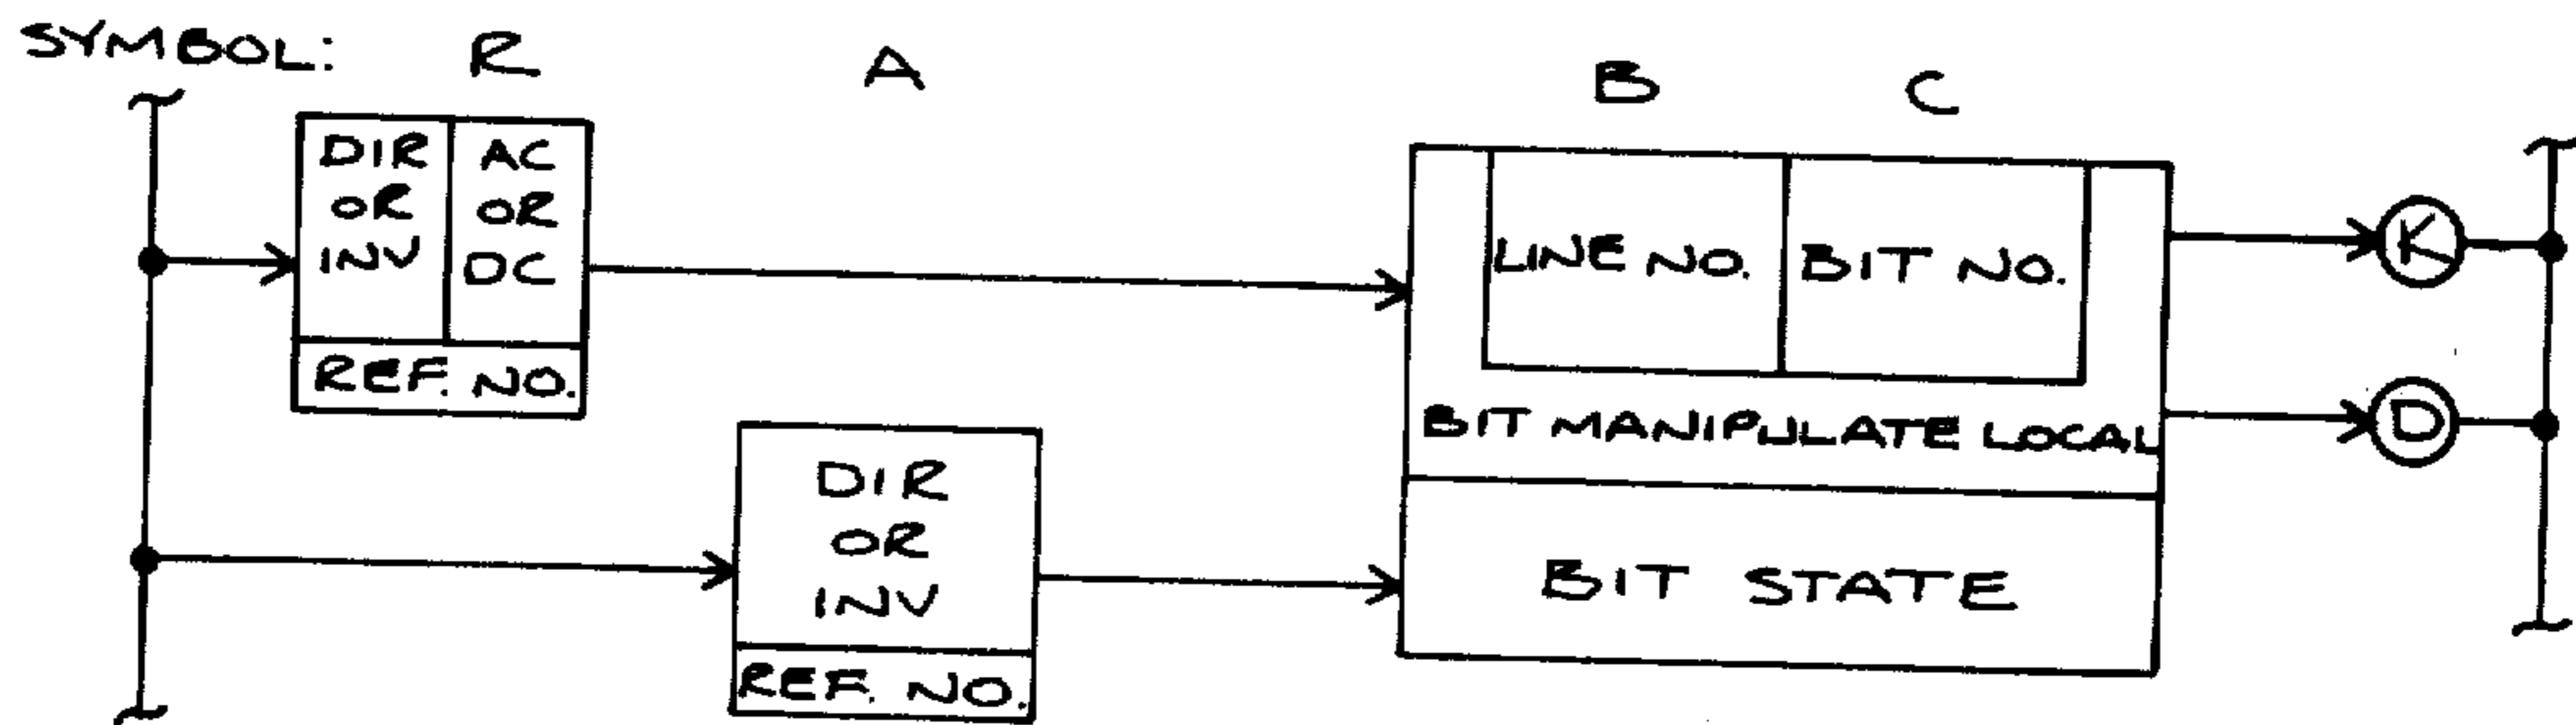 SYMBOL: R A B C
DIR
OR
INV
AC
OR
DC
REF. NO.
LINE NO.
BIT NO.
BIT MANIPULATE LOCAL
BIT STATE
DIR
OR
INV
REF. NO.
K
D